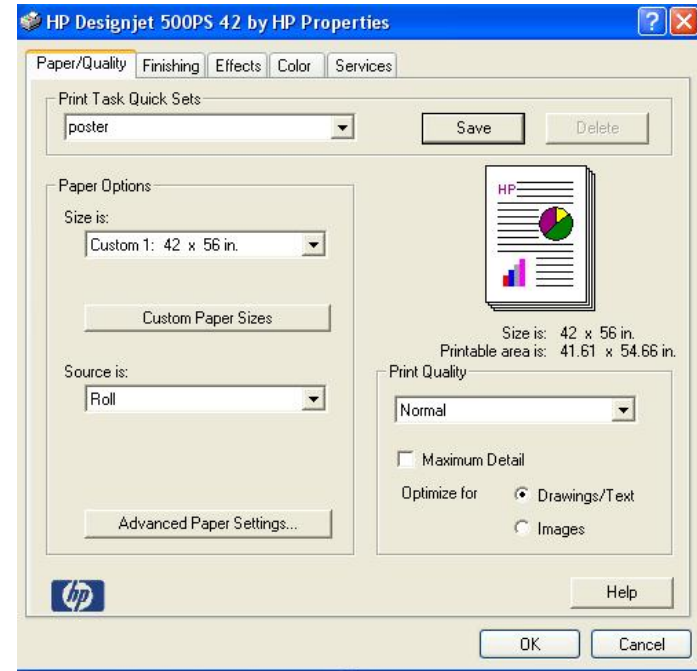 HP Designjet 500PS 42 by HP Properties
Paper/Quality Finishing Effects Color Services
Print Task Quick Sets
poster Save Delete
Paper Options
Size is:
Custom 1: 42 x 56 in.
Custom Paper Sizes
Source is:
Roll
Advanced Paper Settings...
HP
Size is: 42 x 56 in.
Printable area is: 41.61 x 54.66 in.
Print Quality
Normal
Maximum Detail
Optimize for Drawings/Text
Images
hp
Help
OK Cancel